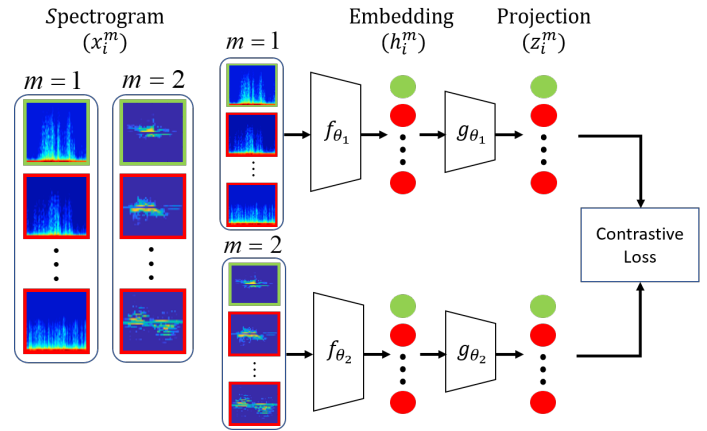 Spectrogram
(x_i^m)
m = 1 m = 2
m = 1
m = 2
Embedding
(h_i^m)
Projection
(z_i^m)
f_θ1
g_θ1
f_θ2
g_θ2
Contrastive
Loss